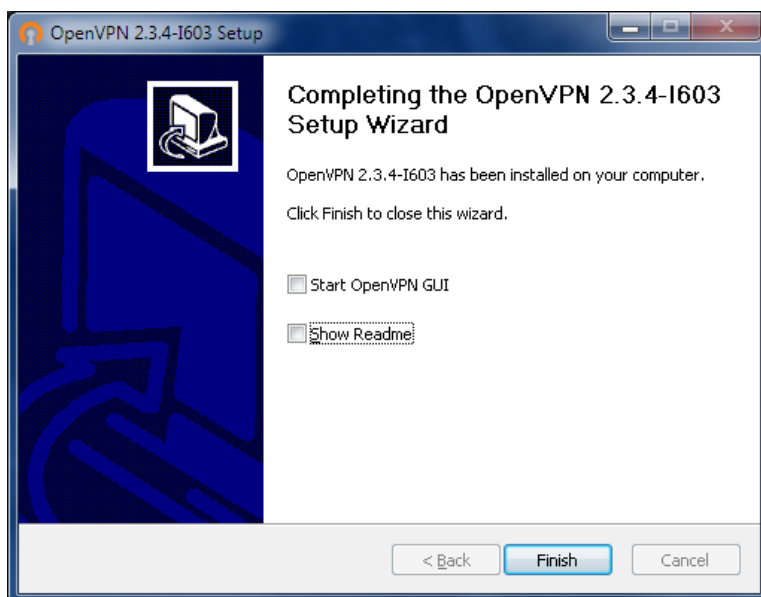 OpenVPN 2.3.4-I603 Setup
Completing the OpenVPN 2.3.4-I603
Setup Wizard
OpenVPN 2.3.4-I603 has been installed on your computer.
Click Finish to close this wizard.
Start OpenVPN GUI
Show Readme
< Back Finish Cancel